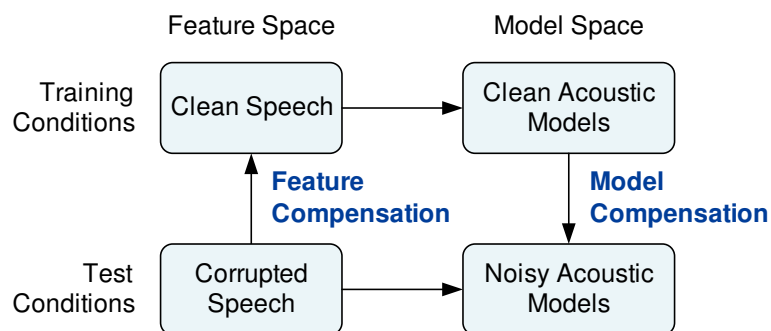 Feature Space
Model Space
Training
Conditions
Clean Speech
Clean Acoustic
Models
Feature
Compensation
Model
Compensation
Test
Conditions
Corrupted
Speech
Noisy Acoustic
Models